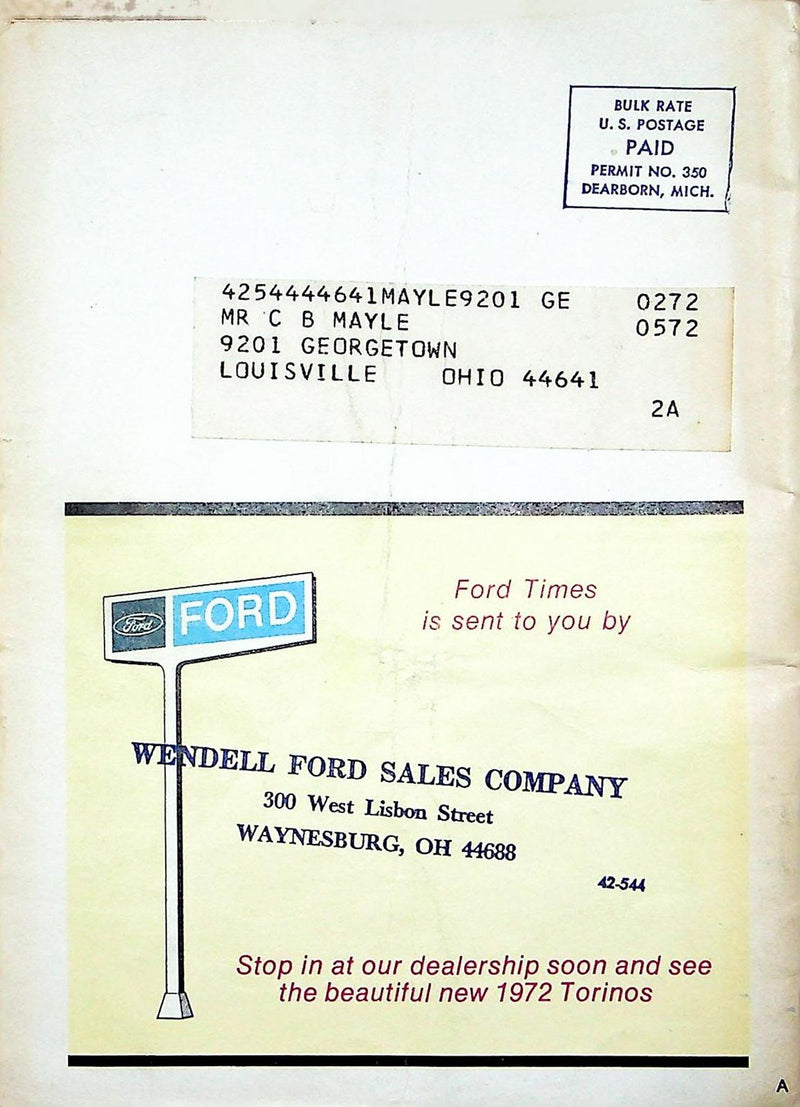 BULK RATE
U. S. POSTAGE
PAID
PERMIT NO. 350
DEARBORN, MICH.
4254444641MAYLE9201 GE 0272
MR C B MAYLE 0572
9201 GEORGETOWN
LOUISVILLE OHIO 44641
2A
Ford FORD
Ford Times
is sent to you by
WENDELL FORD SALES COMPANY
300 West Lisbon Street
WAYNESBURG, OH 44688
42-544
Stop in at our dealership soon and see
the beautiful new 1972 Torinos
A